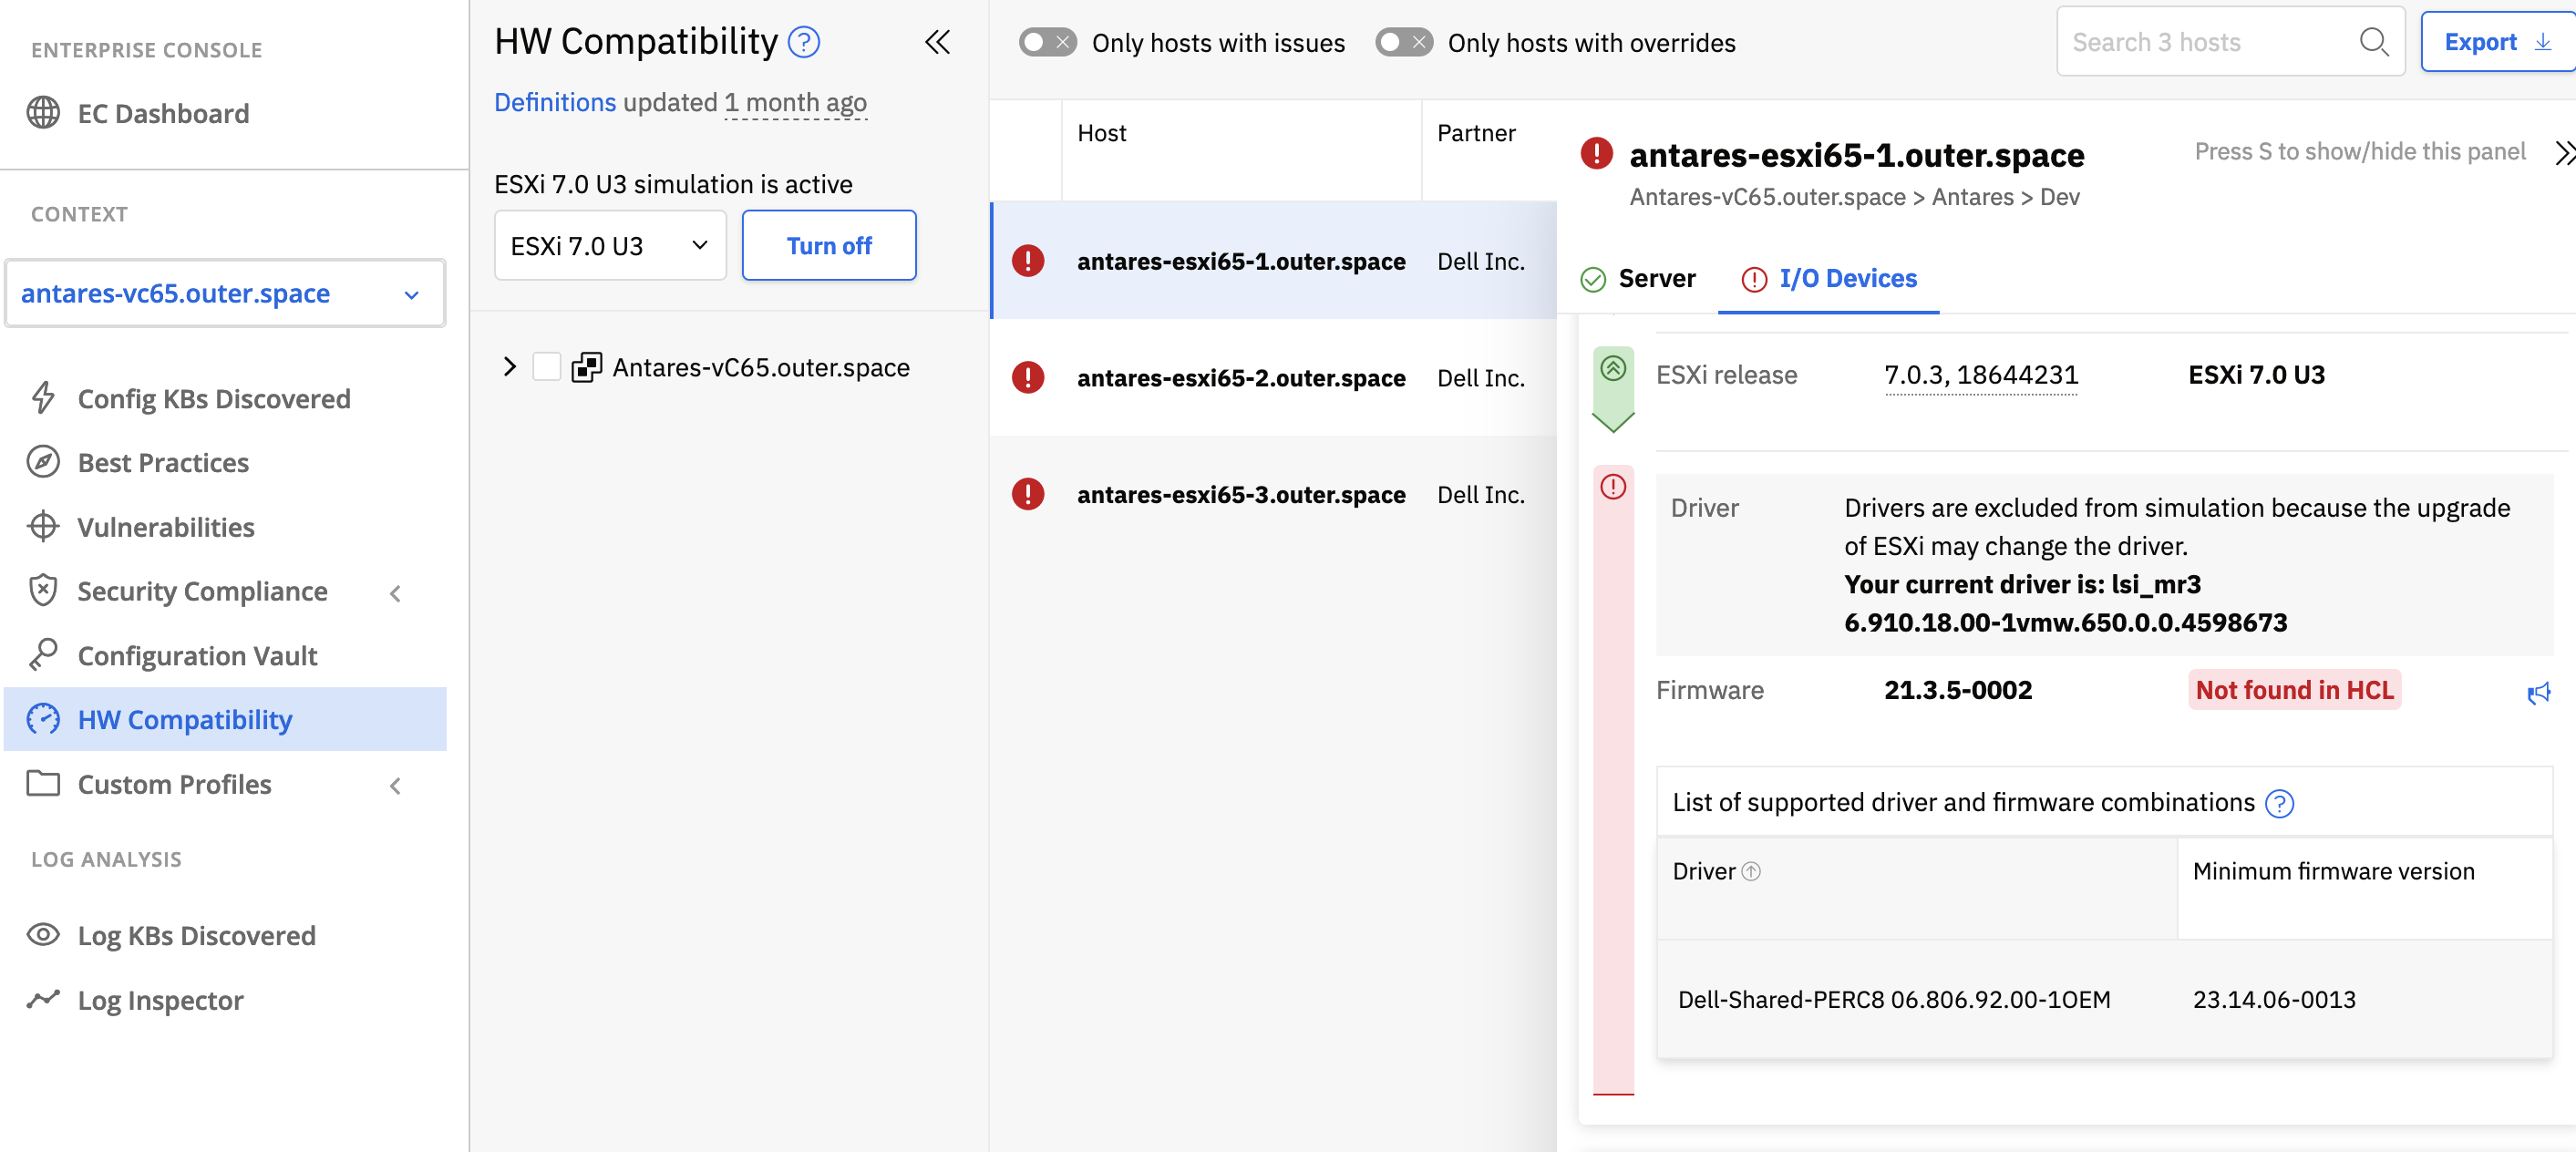 ENTERPRISE CONSOLE
EC Dashboard
CONTEXT
antares-vc65.outer.space
Config KBs Discovered
Best Practices
Vulnerabilities
Security Compliance
Configuration Vault
HW Compatibility
Custom Profiles
LOG ANALYSIS
Log KBs Discovered
Log Inspector
HW Compatibility
Definitions updated 1 month ago
ESXi 7.0 U3 simulation is active
ESXi 7.0 U3
Turn off
Antares-vC65.outer.space
Only hosts with issues
Only hosts with overrides
Search 3 hosts
Export
Host
Partner
antares-esxi65-1.outer.space
Dell Inc.
antares-esxi65-2.outer.space
Dell Inc.
antares-esxi65-3.outer.space
Dell Inc.
antares-esxi65-1.outer.space
Press S to show/hide this panel
Antares-vC65.outer.space > Antares > Dev
Server
I/O Devices
ESXi release
7.0.3, 18644231
ESXi 7.0 U3
Driver
Drivers are excluded from simulation because the upgrade
of ESXi may change the driver.
Your current driver is: lsi_mr3
6.910.18.00-1vmw.650.0.0.4598673
Firmware
21.3.5-0002
Not found in HCL
List of supported driver and firmware combinations
Driver
Minimum firmware version
Dell-Shared-PERC8 06.806.92.00-1OEM
23.14.06-0013